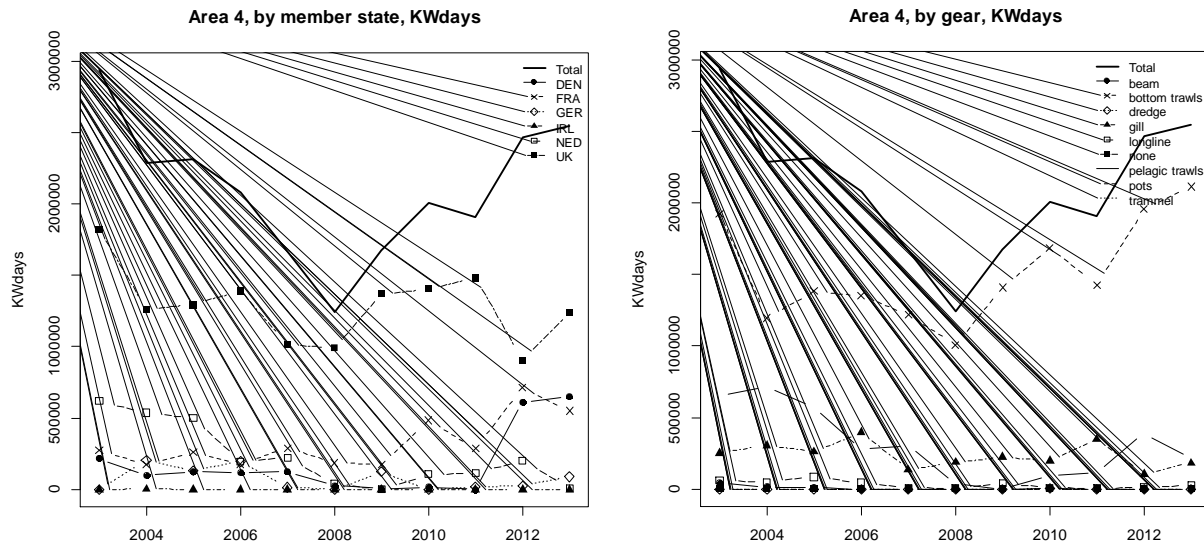 Area 4, by member state, KWdays
KWdays
3000000
2000000
1000000
500000
0
2004
2006
2008
2010
2012
Total
DEN
FRA
GER
IRL
NED
UK
Area 4, by gear, KWdays
KWdays
3000000
2000000
1000000
500000
0
2004
2006
2008
2010
2012
Total
beam
bottom trawls
dredge
gill
longline
none
pelagic trawls
pots
trammel